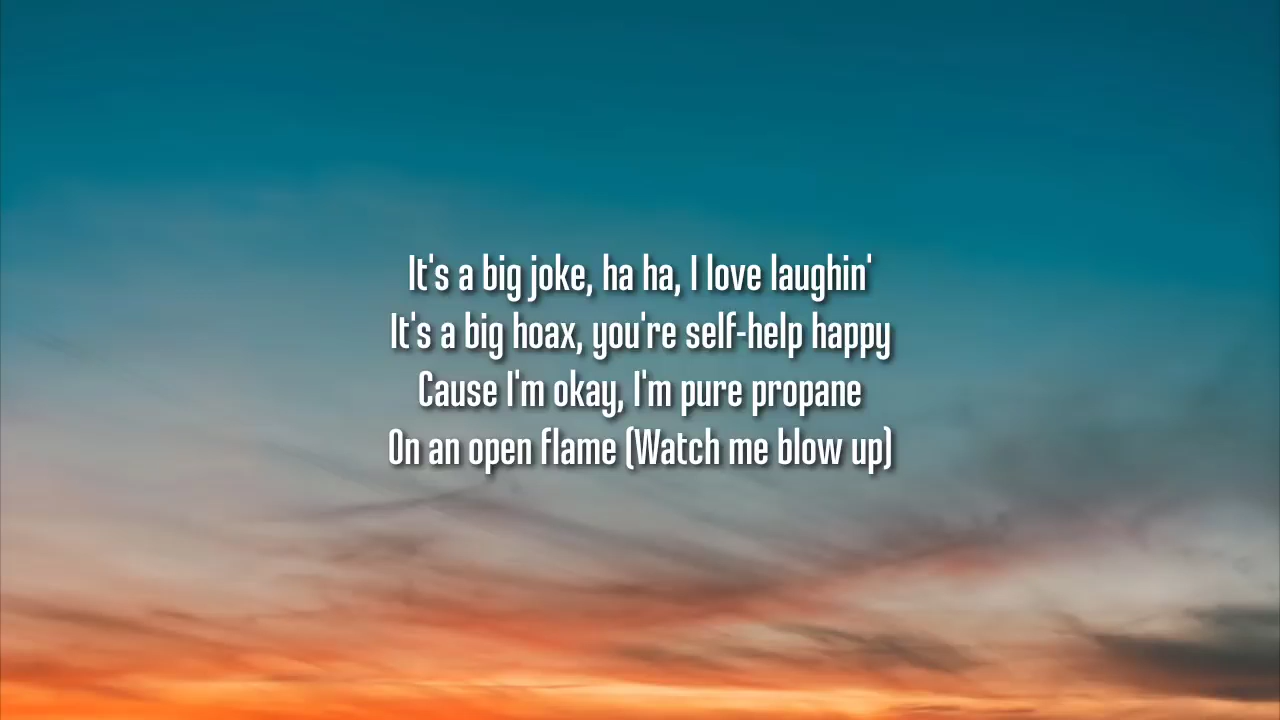 It's a big joke, ha ha, I love laughin'
It's a big hoax, you're self-help happy
Cause I'm okay, I'm pure propane
On an open flame (Watch me blow up)